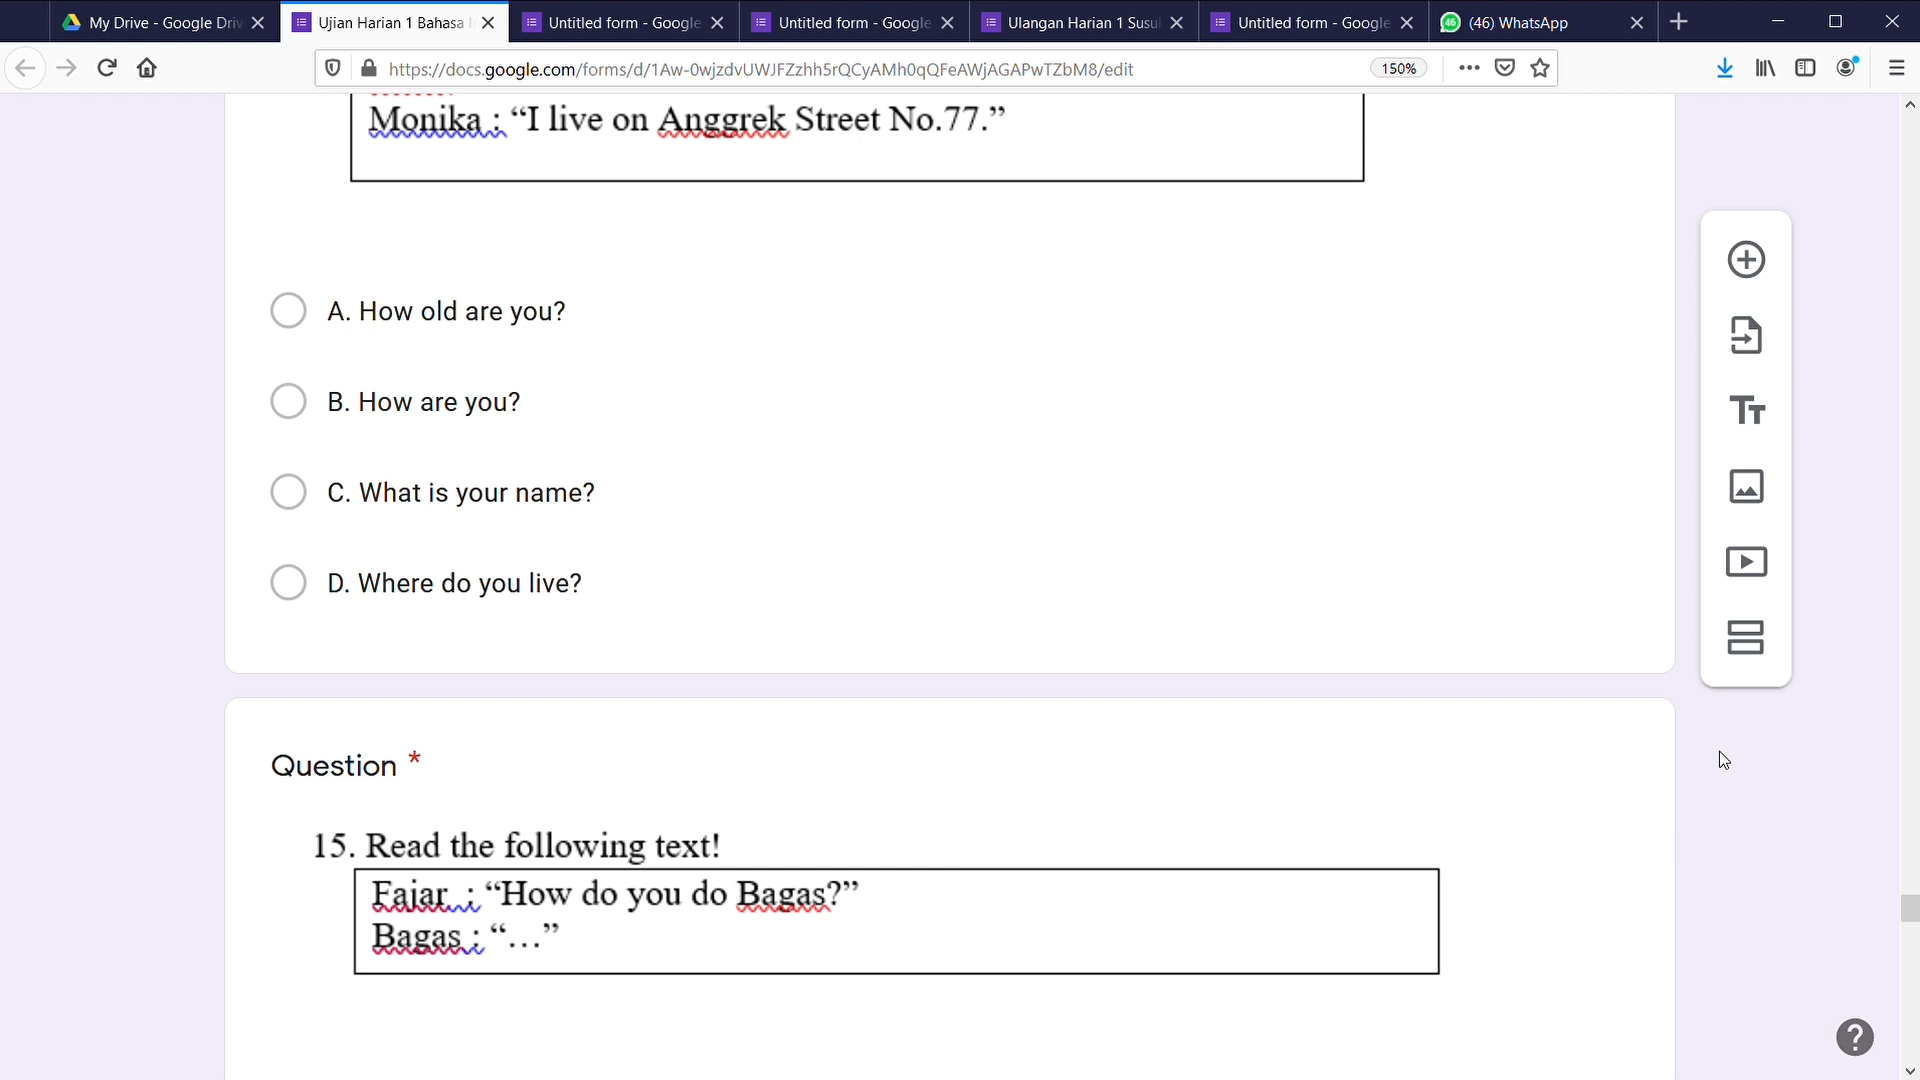 My Drive - Google Driv
Ujian Harian 1 Bahasa I
Untitled form - Google
Untitled form - Google
Ulangan Harian 1 Susul
Untitled form - Google
46
(46) WhatsApp
https://docs.google.com/forms/d/1Aw-0wjzdvUWJFZzhh5rQCyAMh0qQFeAWjAGAPwTZbM8/edit
150%
Monika : “I live on Anggrek Street No.77.”
A. How old are you?
B. How are you?
C. What is your name?
D. Where do you live?
Question *
15. Read the following text!
Fajar : “How do you do Bagas?”
Bagas : “…”